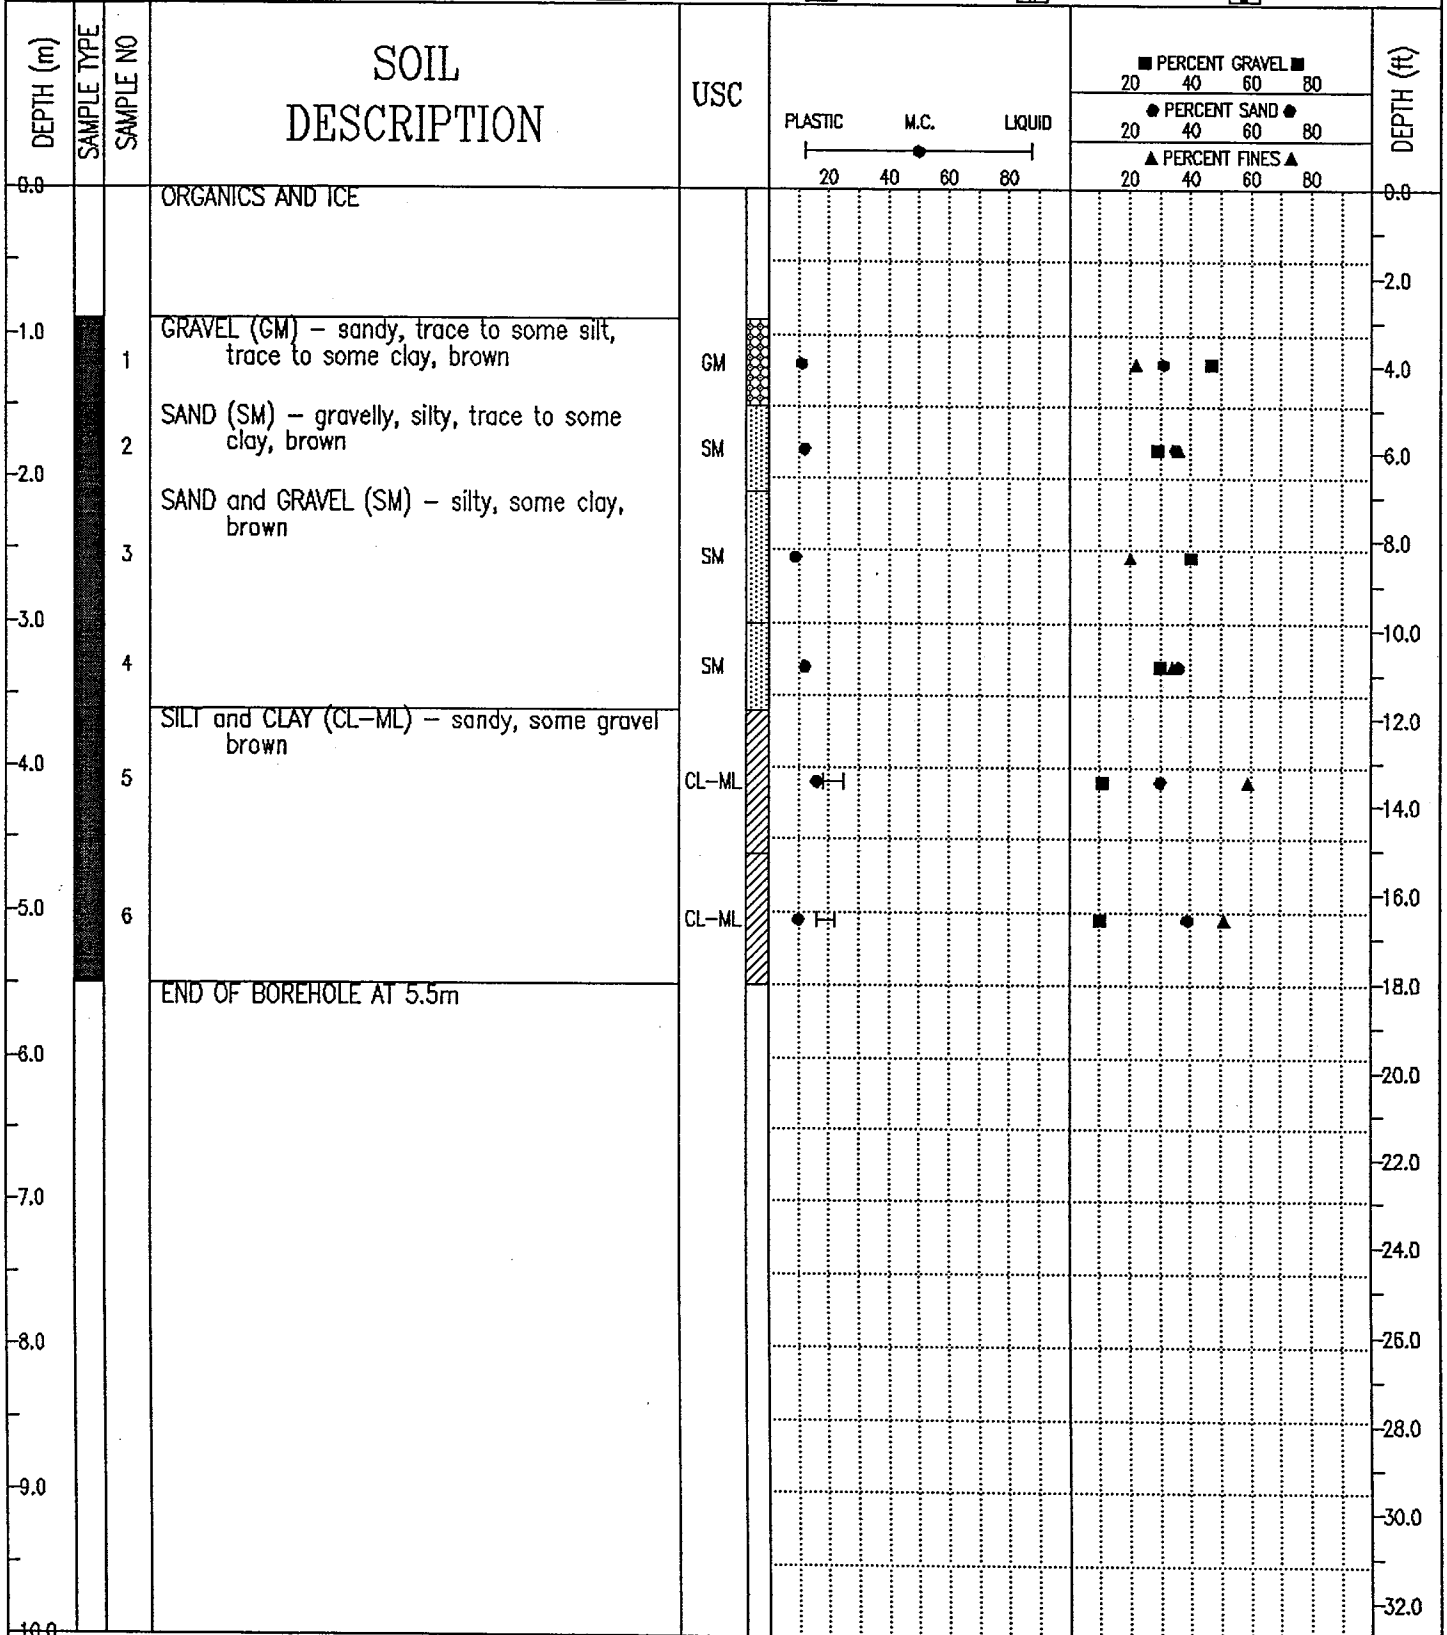 DEPTH (m)
SAMPLE TYPE
SAMPLE NO
SOIL
DESCRIPTION
USC
PLASTIC M.C. LIQUID
20 40 60 80
■ PERCENT GRAVEL ■
20 40 60 80
● PERCENT SAND ●
20 40 60 80
▲ PERCENT FINES ▲
20 40 60 80
DEPTH (ft)
0.0 ORGANICS AND ICE 0.0
2.0
1.0 GRAVEL (GM) – sandy, trace to some silt,
1 trace to some clay, brown GM 4.0
SAND (SM) – gravelly, silty, trace to some
2 clay, brown SM 6.0
2.0
SAND and GRAVEL (SM) – silty, some clay,
brown
3 SM 8.0
3.0 10.0
4 SM
SILT and CLAY (CL–ML) – sandy, some gravel 12.0
brown
4.0
5 CL–ML 14.0
5.0 6 CL–ML 16.0
END OF BOREHOLE AT 5.5m 18.0
6.0
20.0
22.0
7.0
24.0
8.0 26.0
28.0
9.0
30.0
32.0
10.0